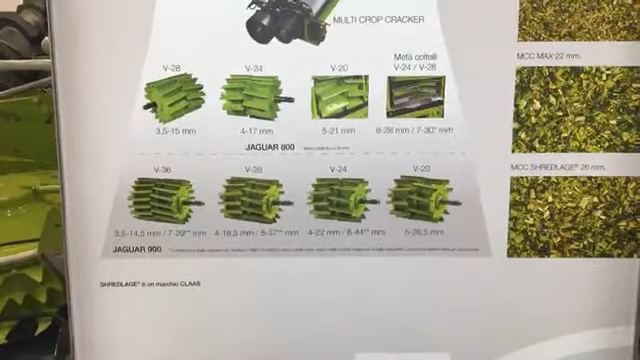 MULTI CROP CRACKER
MCC MAX 22 mm.
Metà coltelli
V-28 V-24 V-20 V-24 / V-28
3,5-15 mm 4-17 mm 5-21 mm 8-28 mm / 7-30* mm
JAGUAR 800
MCC SHREDLAGE® 26 mm.
V-36 V-28 V-24 V-20
3,5-14,5 mm / 7-29** mm 4-18,5 mm / 8-37** mm 4-22 mm / 8-44** mm 5-26,5 mm
JAGUAR 900
SHREDLAGE® è un marchio CLAAS